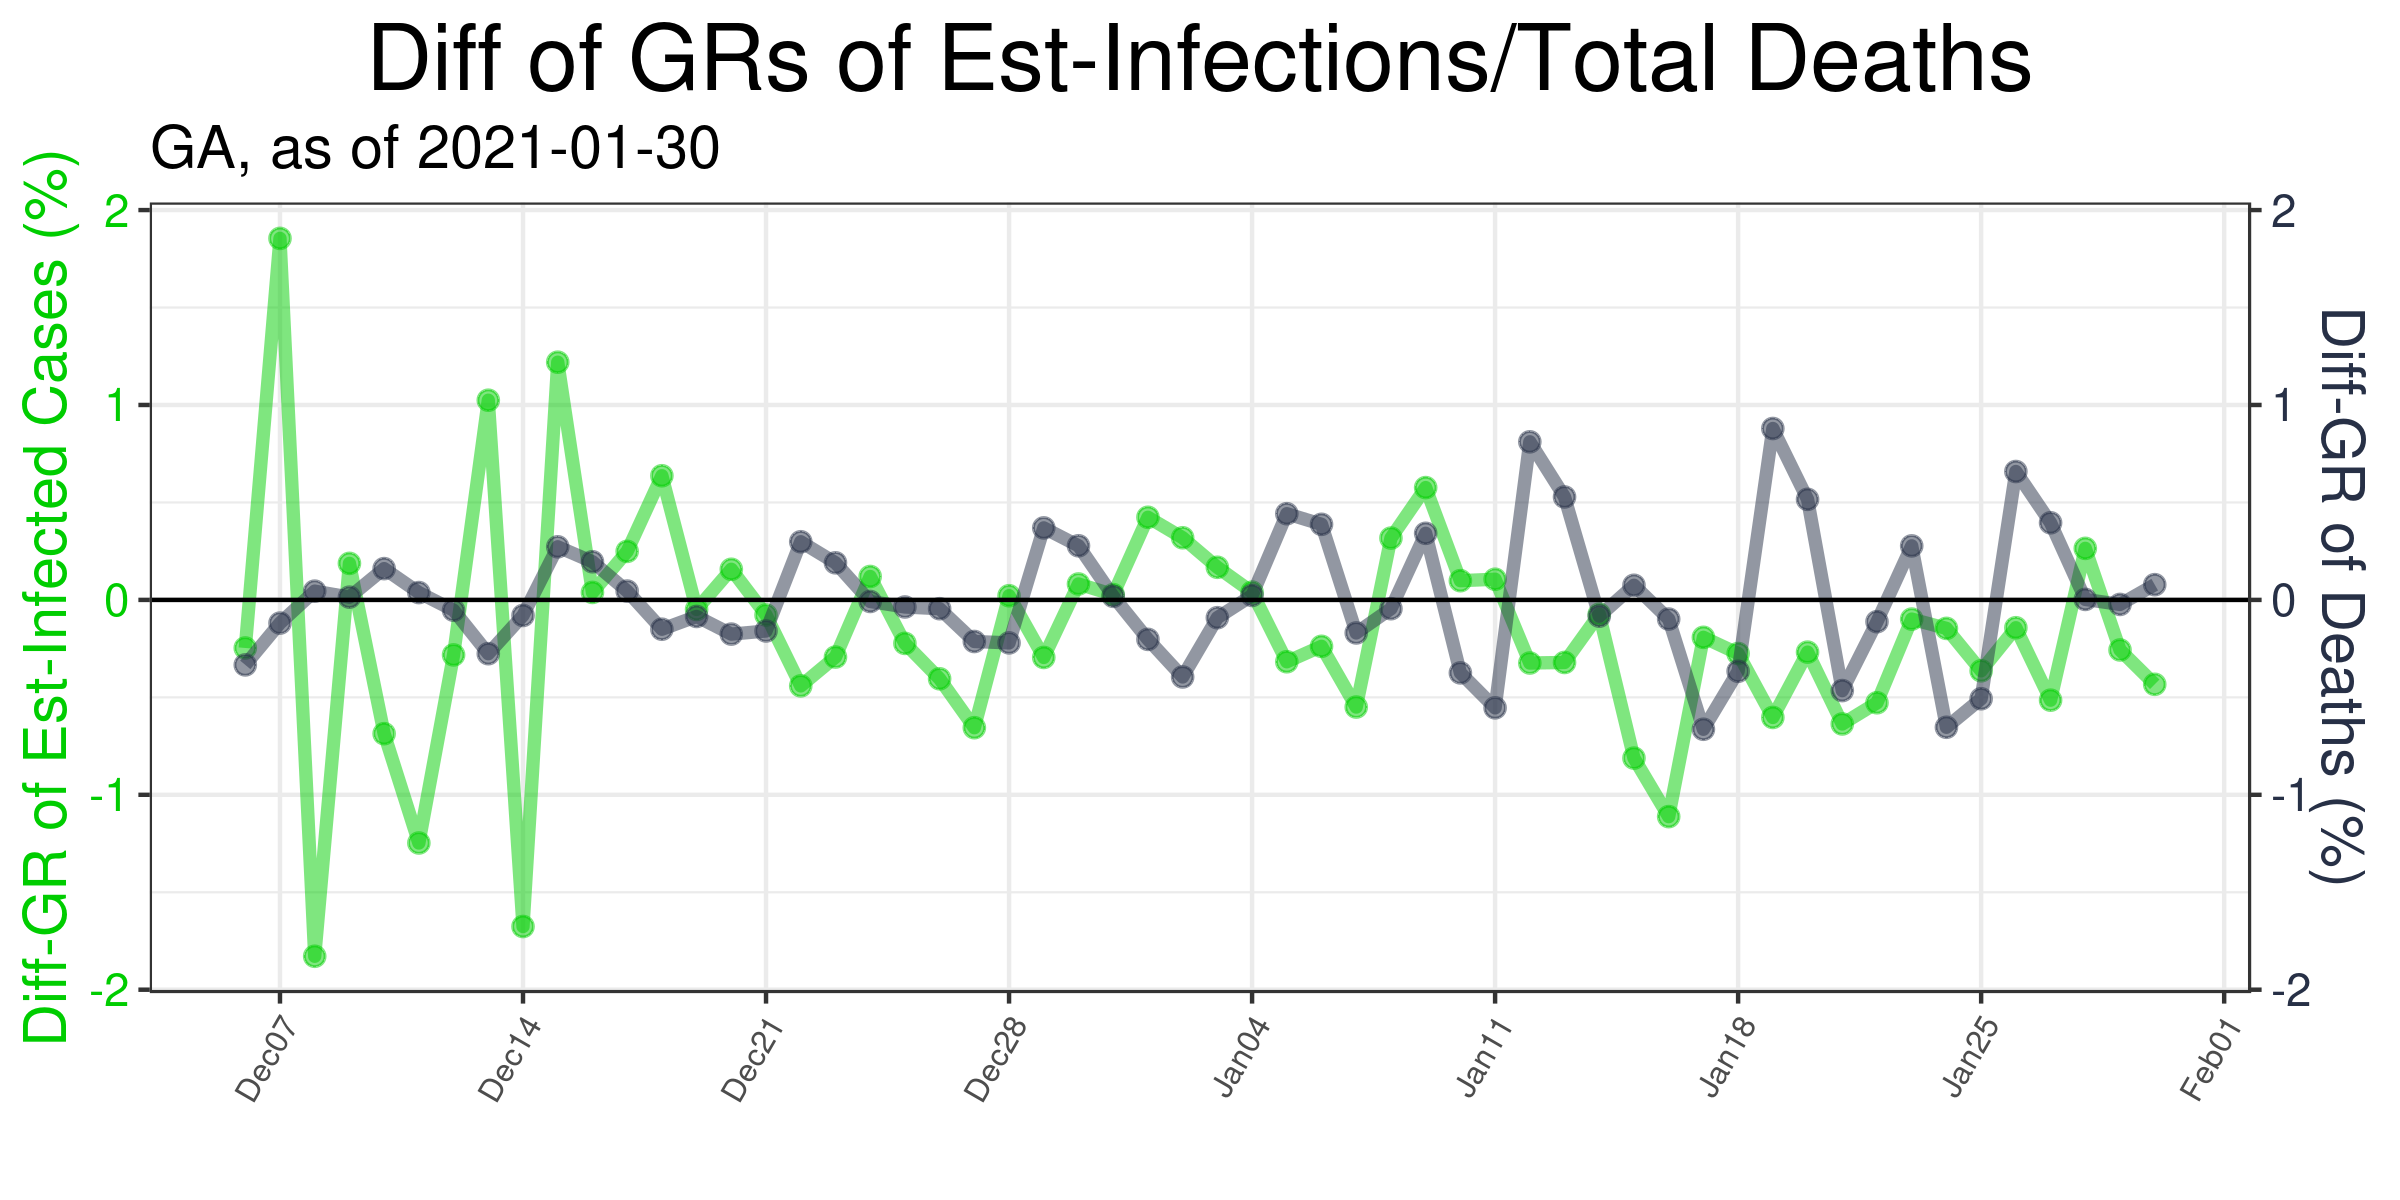 Diff of GRs of Est-Infections/Total Deaths
GA, as of 2021-01-30
Diff-GR of Est-Infected Cases (%)
2
1
0
-1
-2
2
1
0
-1
-2
Diff-GR of Deaths (%)
Dec07
Dec14
Dec21
Dec28
Jan04
Jan11
Jan18
Jan25
Feb01